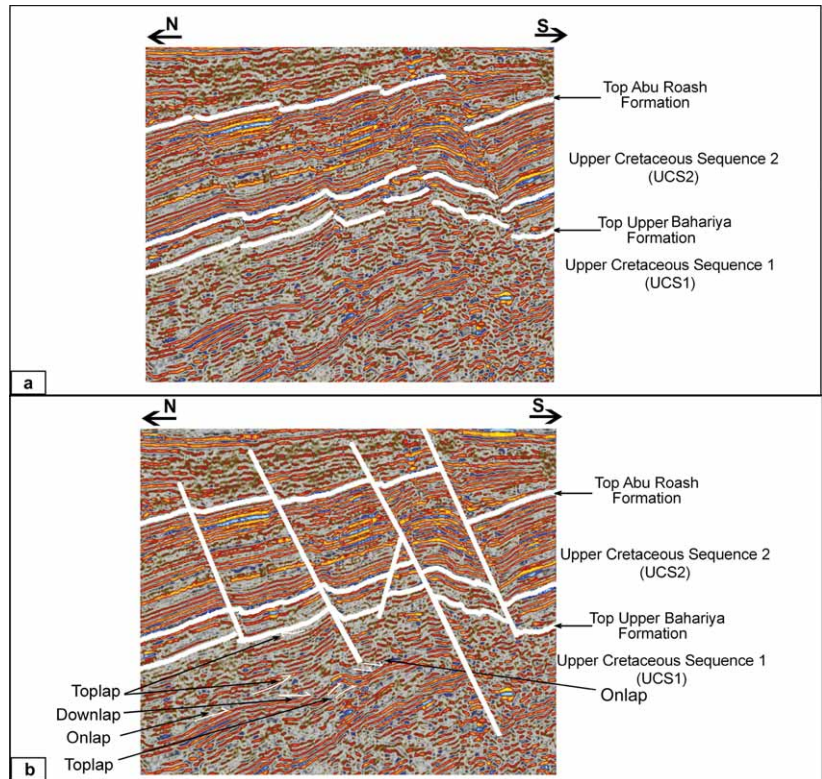 N
S
Top Abu Roash
Formation
Upper Cretaceous Sequence 2
(UCS2)
Top Upper Bahariya
Formation
Upper Cretaceous Sequence 1
(UCS1)
a
N
S
Top Abu Roash
Formation
Upper Cretaceous Sequence 2
(UCS2)
Top Upper Bahariya
Formation
Upper Cretaceous Sequence 1
(UCS1)
Onlap
Toplap
Downlap
Onlap
Toplap
b